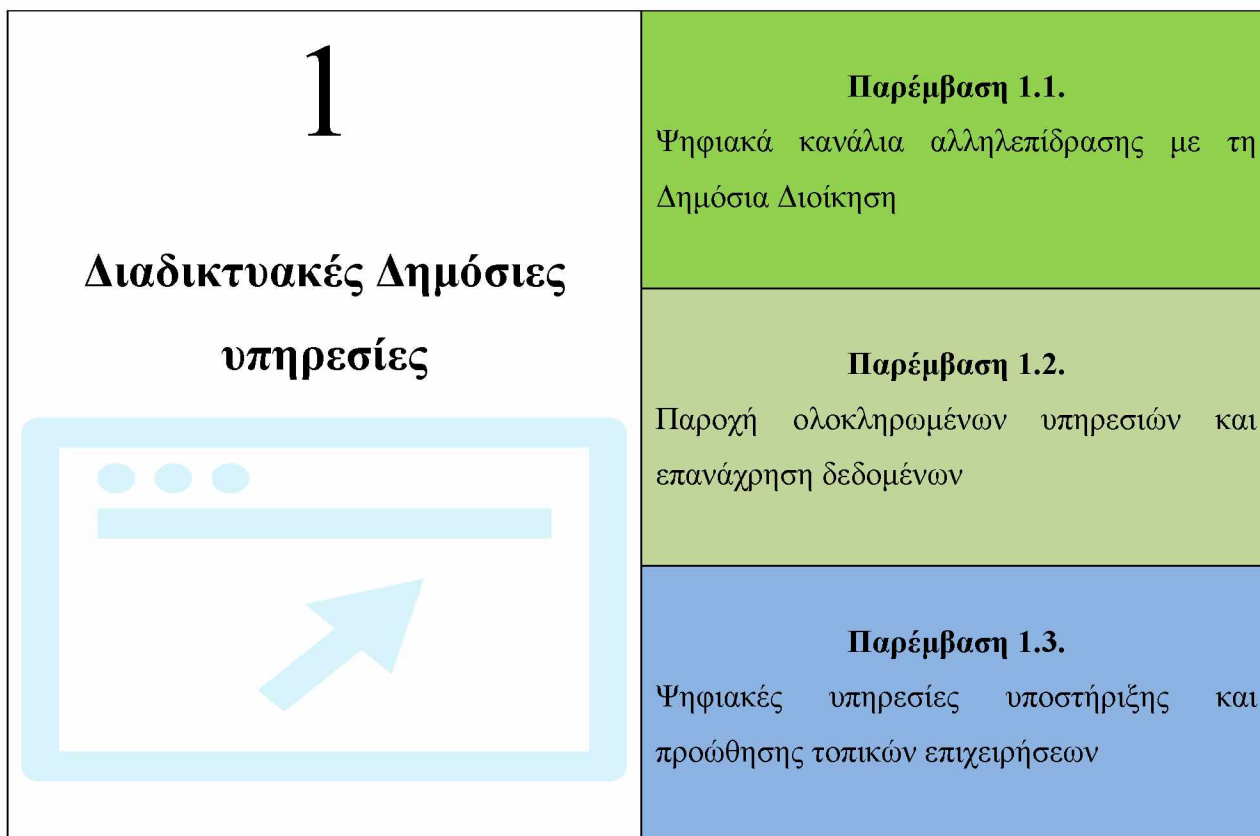 1
Διαδικτυακές Δημόσιες
υπηρεσίες
Παρέμβαση 1.1.
Ψηφιακά κανάλια αλληλεπίδρασης με τη
Δημόσια Διοίκηση
Παρέμβαση 1.2.
Παροχή ολοκληρωμένων υπηρεσιών και
επανάχρηση δεδομένων
Παρέμβαση 1.3.
Ψηφιακές υπηρεσίες υποστήριξης και
προώθησης τοπικών επιχειρήσεων